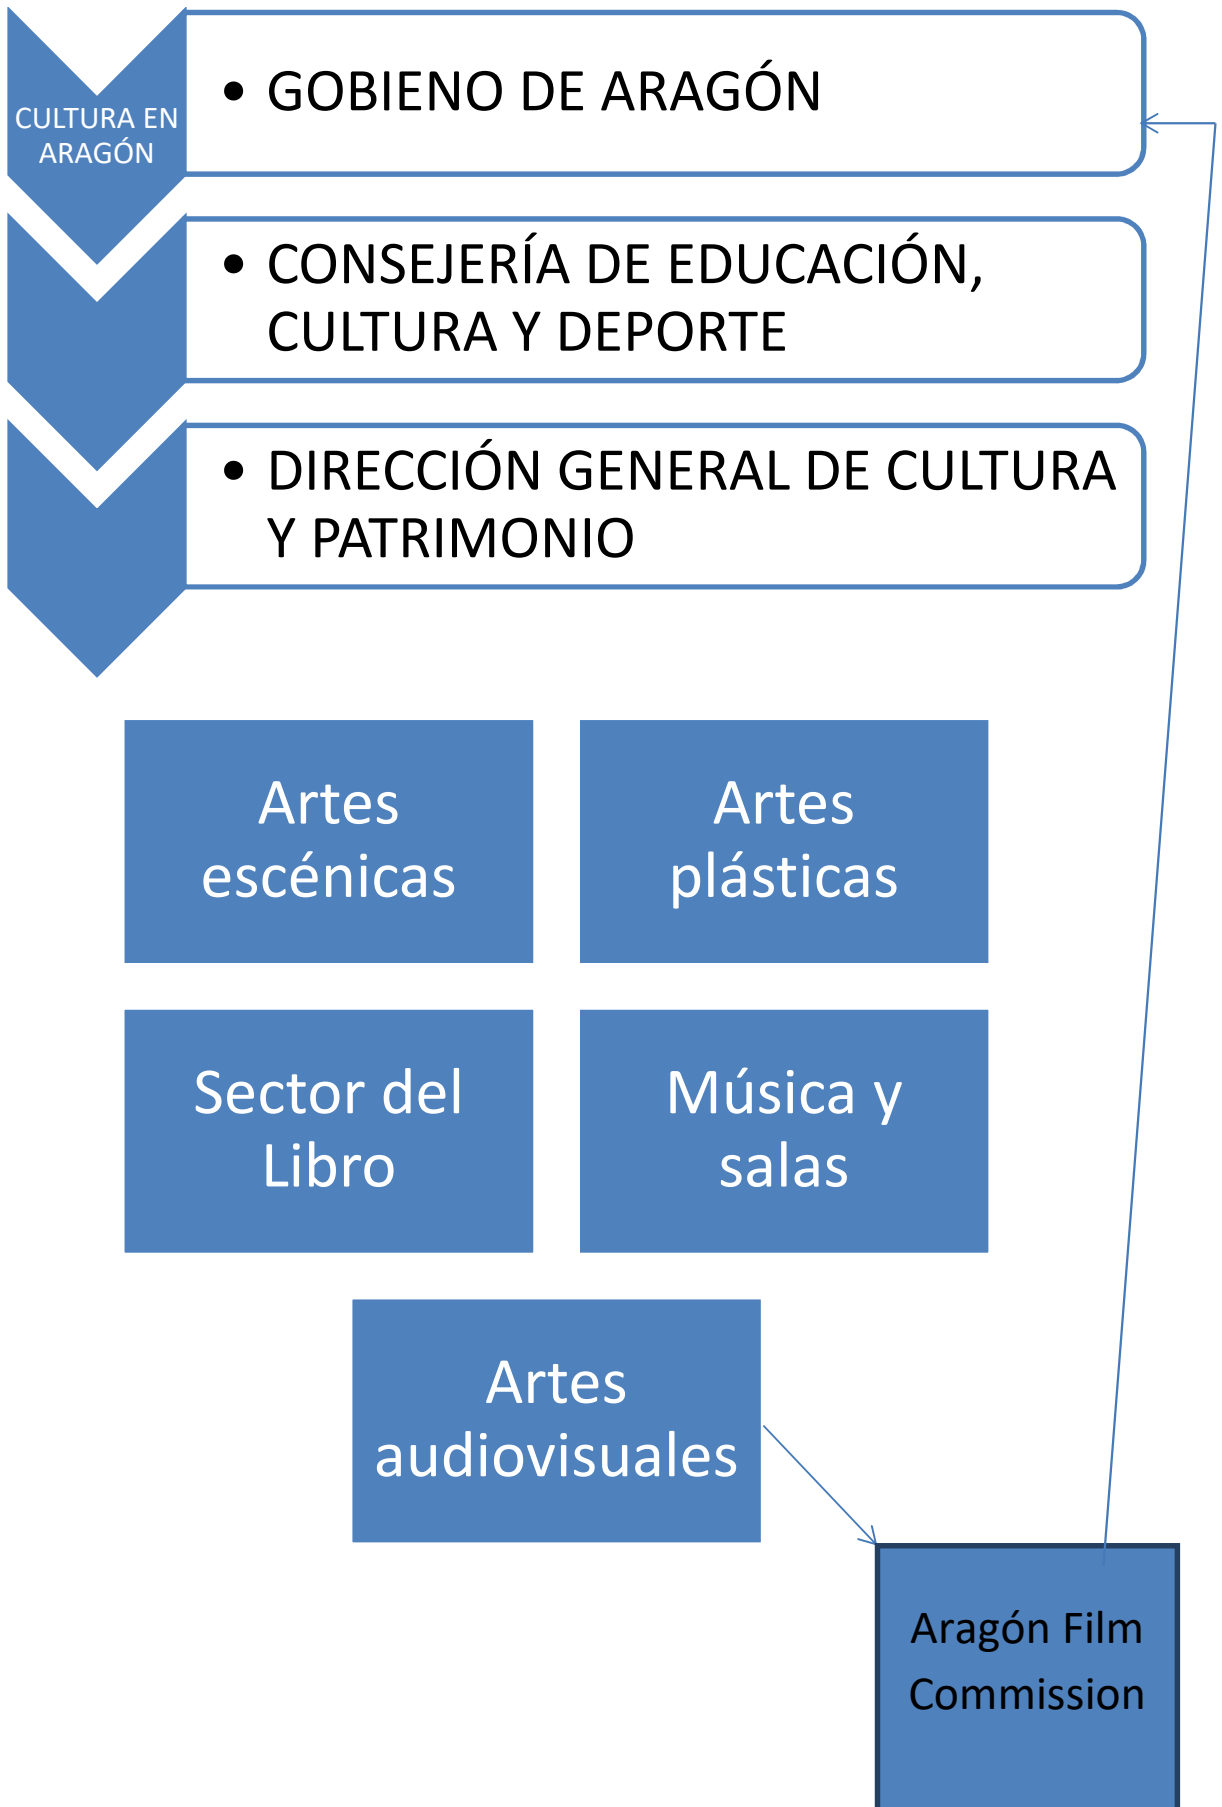 CULTURA EN
ARAGÓN
• GOBIENO DE ARAGÓN
• CONSEJERÍA DE EDUCACIÓN,
CULTURA Y DEPORTE
• DIRECCIÓN GENERAL DE CULTURA
Y PATRIMONIO
Artes
escénicas
Artes
plásticas
Sector del
Libro
Música y
salas
Artes
audiovisuales
Aragón Film
Commission